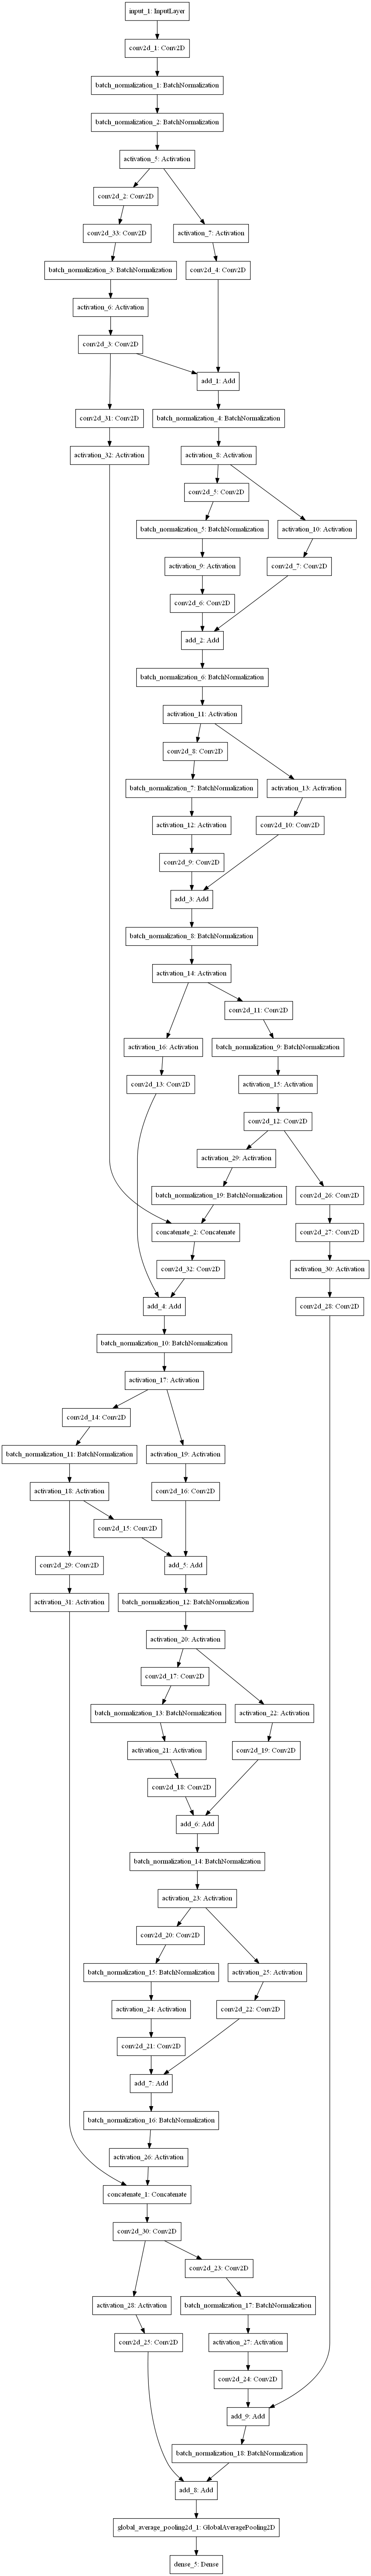 input_1: InputLayer
conv2d_1: Conv2D
batch_normalization_1: BatchNormalization
batch_normalization_2: BatchNormalization
activation_5: Activation
conv2d_2: Conv2D
conv2d_33: Conv2D
activation_7: Activation
batch_normalization_3: BatchNormalization
conv2d_4: Conv2D
activation_6: Activation
conv2d_3: Conv2D
add_1: Add
conv2d_31: Conv2D
batch_normalization_4: BatchNormalization
activation_32: Activation
activation_8: Activation
conv2d_5: Conv2D
batch_normalization_5: BatchNormalization
activation_10: Activation
activation_9: Activation
conv2d_7: Conv2D
conv2d_6: Conv2D
add_2: Add
batch_normalization_6: BatchNormalization
activation_11: Activation
conv2d_8: Conv2D
batch_normalization_7: BatchNormalization
activation_13: Activation
activation_12: Activation
conv2d_10: Conv2D
conv2d_9: Conv2D
add_3: Add
batch_normalization_8: BatchNormalization
activation_14: Activation
conv2d_11: Conv2D
activation_16: Activation
batch_normalization_9: BatchNormalization
conv2d_13: Conv2D
activation_15: Activation
conv2d_12: Conv2D
activation_29: Activation
batch_normalization_19: BatchNormalization
conv2d_26: Conv2D
concatenate_2: Concatenate
conv2d_27: Conv2D
conv2d_32: Conv2D
activation_30: Activation
add_4: Add
conv2d_28: Conv2D
batch_normalization_10: BatchNormalization
activation_17: Activation
conv2d_14: Conv2D
batch_normalization_11: BatchNormalization
activation_19: Activation
activation_18: Activation
conv2d_16: Conv2D
conv2d_15: Conv2D
conv2d_29: Conv2D
add_5: Add
activation_31: Activation
batch_normalization_12: BatchNormalization
activation_20: Activation
conv2d_17: Conv2D
batch_normalization_13: BatchNormalization
activation_22: Activation
activation_21: Activation
conv2d_19: Conv2D
conv2d_18: Conv2D
add_6: Add
batch_normalization_14: BatchNormalization
activation_23: Activation
conv2d_20: Conv2D
batch_normalization_15: BatchNormalization
activation_25: Activation
activation_24: Activation
conv2d_22: Conv2D
conv2d_21: Conv2D
add_7: Add
batch_normalization_16: BatchNormalization
activation_26: Activation
concatenate_1: Concatenate
conv2d_30: Conv2D
conv2d_23: Conv2D
activation_28: Activation
batch_normalization_17: BatchNormalization
conv2d_25: Conv2D
activation_27: Activation
conv2d_24: Conv2D
add_9: Add
batch_normalization_18: BatchNormalization
add_8: Add
global_average_pooling2d_1: GlobalAveragePooling2D
dense_5: Dense